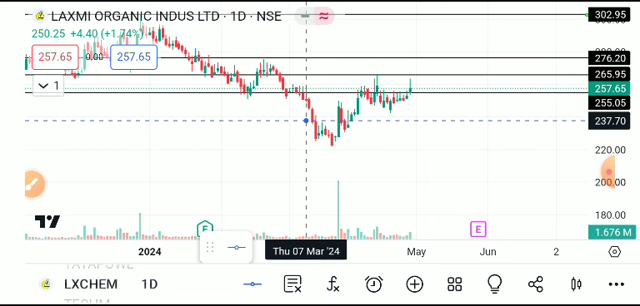 LAXMI ORGANIC INDUS LTD · 1D · NSE
302.95
250.25 +4.40 (+1.74%)
257.65 0.00 257.65
276.20
265.95
1
257.65
255.05
237.70
220.00
200.00
180.00
E
E
1.676 M
2024 Thu 07 Mar '24 May Jun 2
LXCHEM 1D